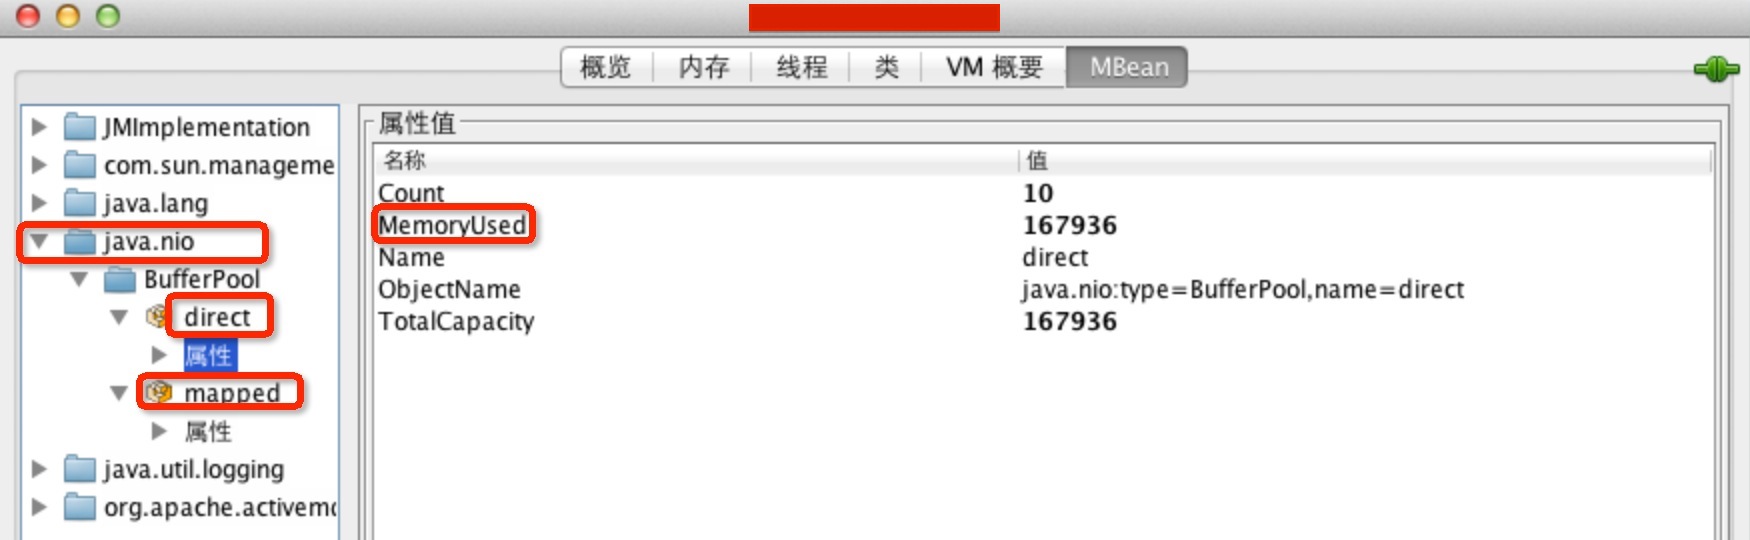 概览 内存 线程 类 VM 概要 MBean
JMImplementation
com.sun.manageme
java.lang
java.nio
BufferPool
direct
属性
mapped
属性
java.util.logging
org.apache.activem
属性值
名称 值
Count 10
MemoryUsed 167936
Name direct
ObjectName java.nio:type=BufferPool,name=direct
TotalCapacity 167936